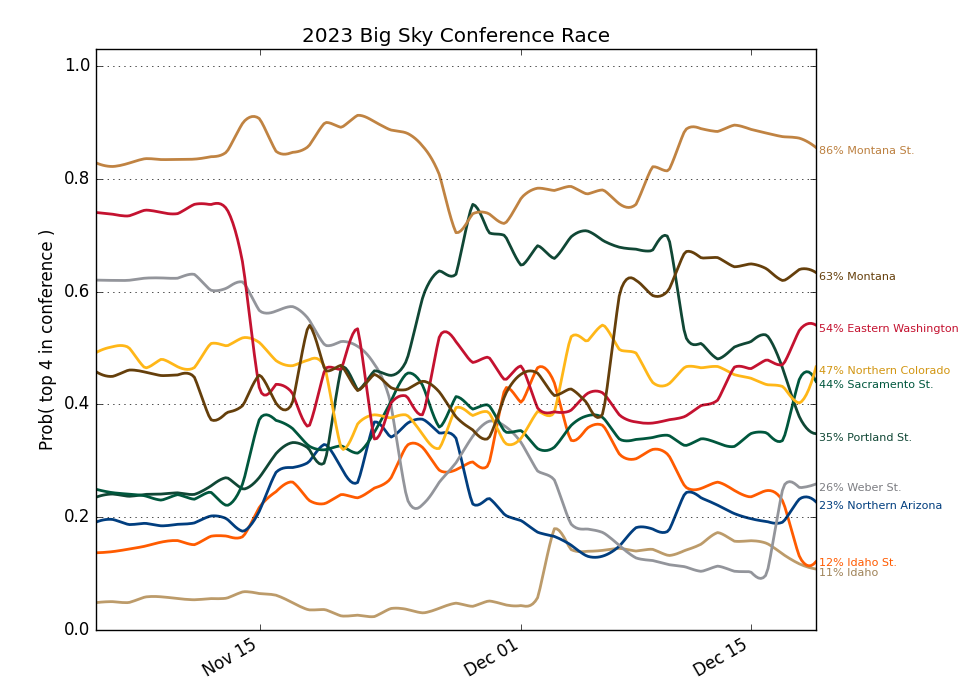 2023 Big Sky Conference Race
Prob( top 4 in conference )
1.0
0.8
0.6
0.4
0.2
0.0
Nov 15
Dec 01
Dec 15
86% Montana St.
63% Montana
54% Eastern Washington
47% Northern Colorado
44% Sacramento St.
35% Portland St.
26% Weber St.
23% Northern Arizona
12% Idaho St.
11% Idaho